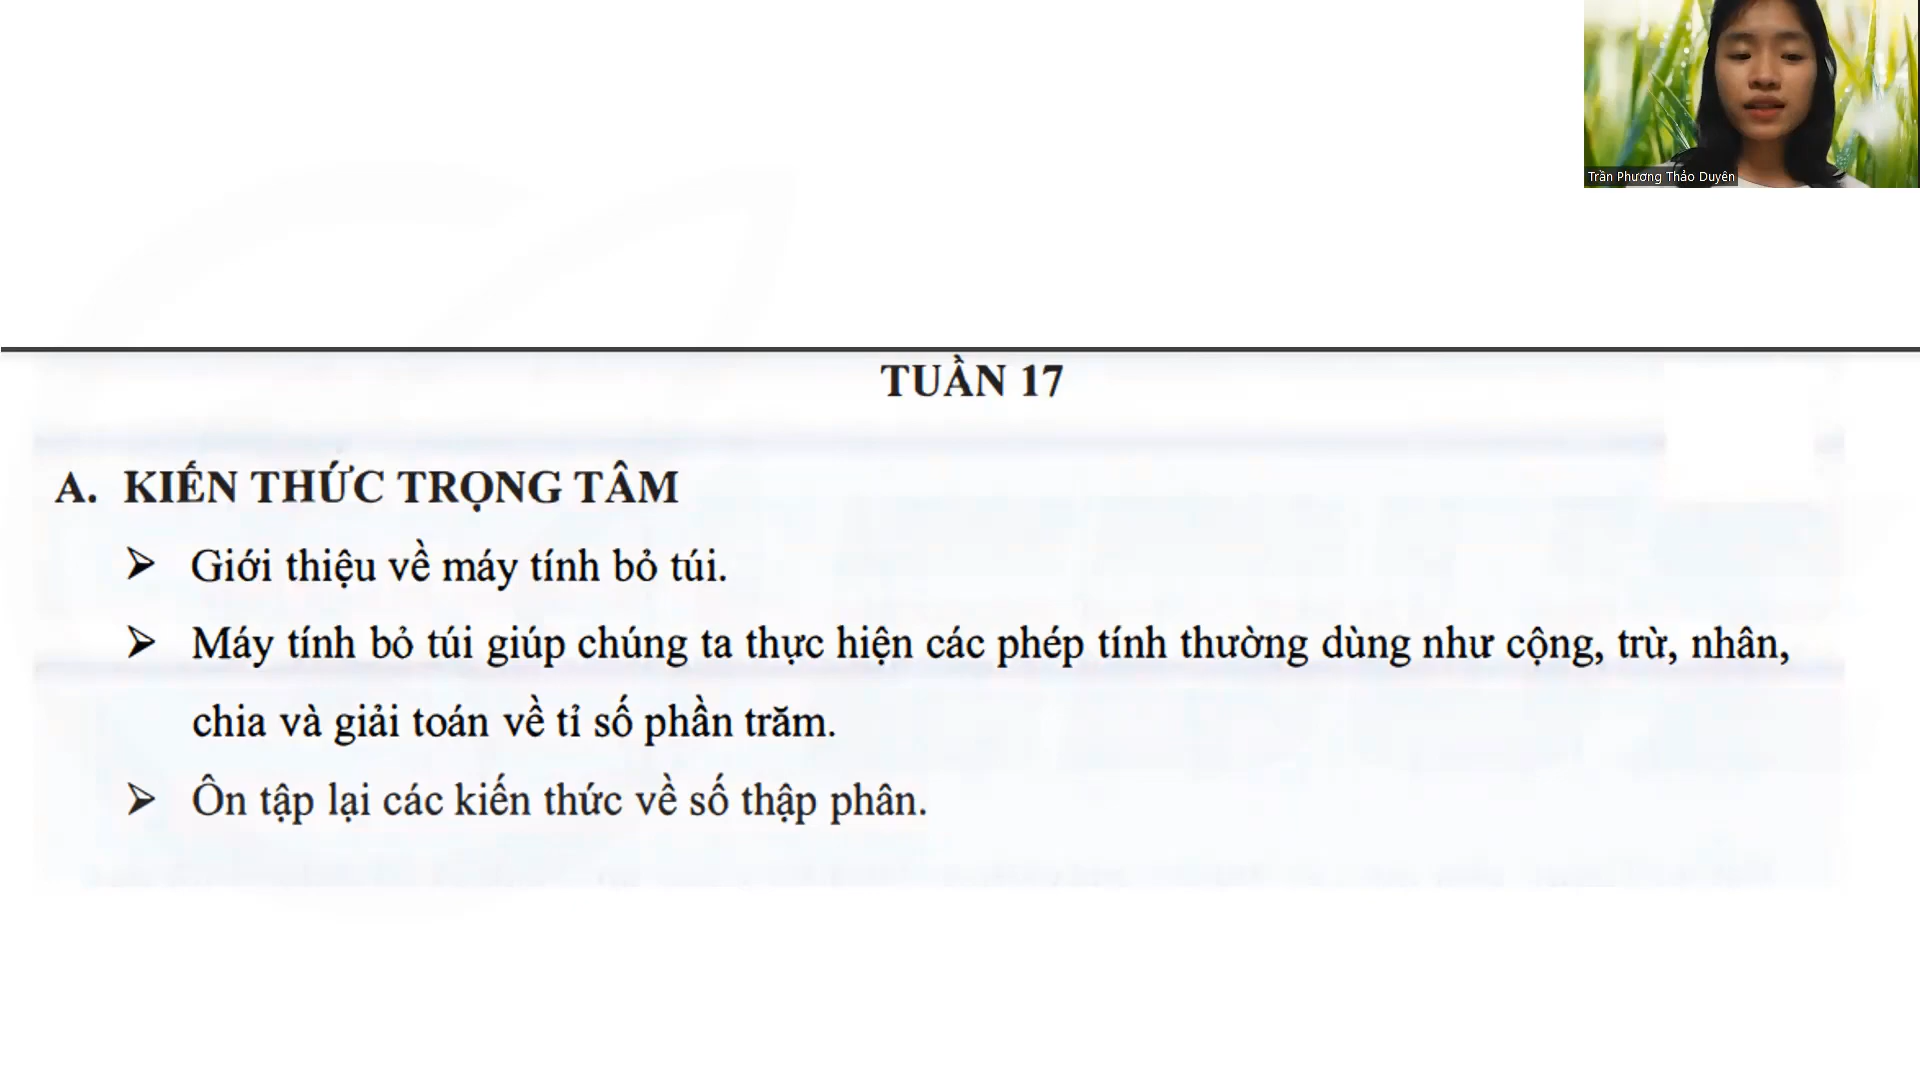 Trần Phương Thảo Duyên
TUẦN 17
A. KIẾN THỨC TRỌNG TÂM
➢ Giới thiệu về máy tính bỏ túi.
➢ Máy tính bỏ túi giúp chúng ta thực hiện các phép tính thường dùng như cộng, trừ, nhân,
chia và giải toán về tỉ số phần trăm.
➢ Ôn tập lại các kiến thức về số thập phân.